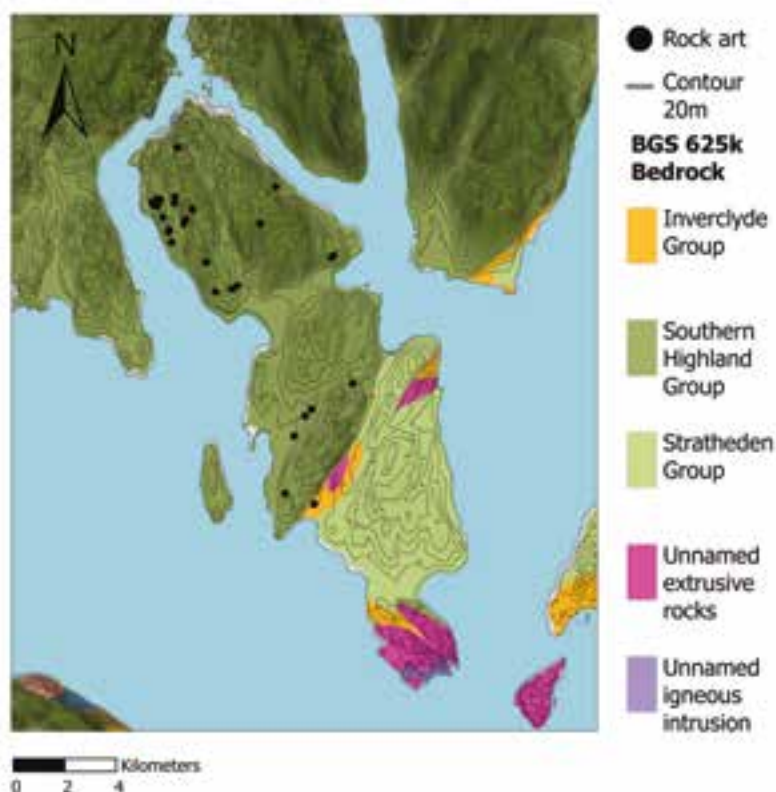 N
Rock art
Contour
20m
BGS 625k
Bedrock
Inverclyde
Group
Southern
Highland
Group
Stratheden
Group
Unnamed
extrusive
rocks
Unnamed
igneous
intrusion
Kilometers
0 2 4